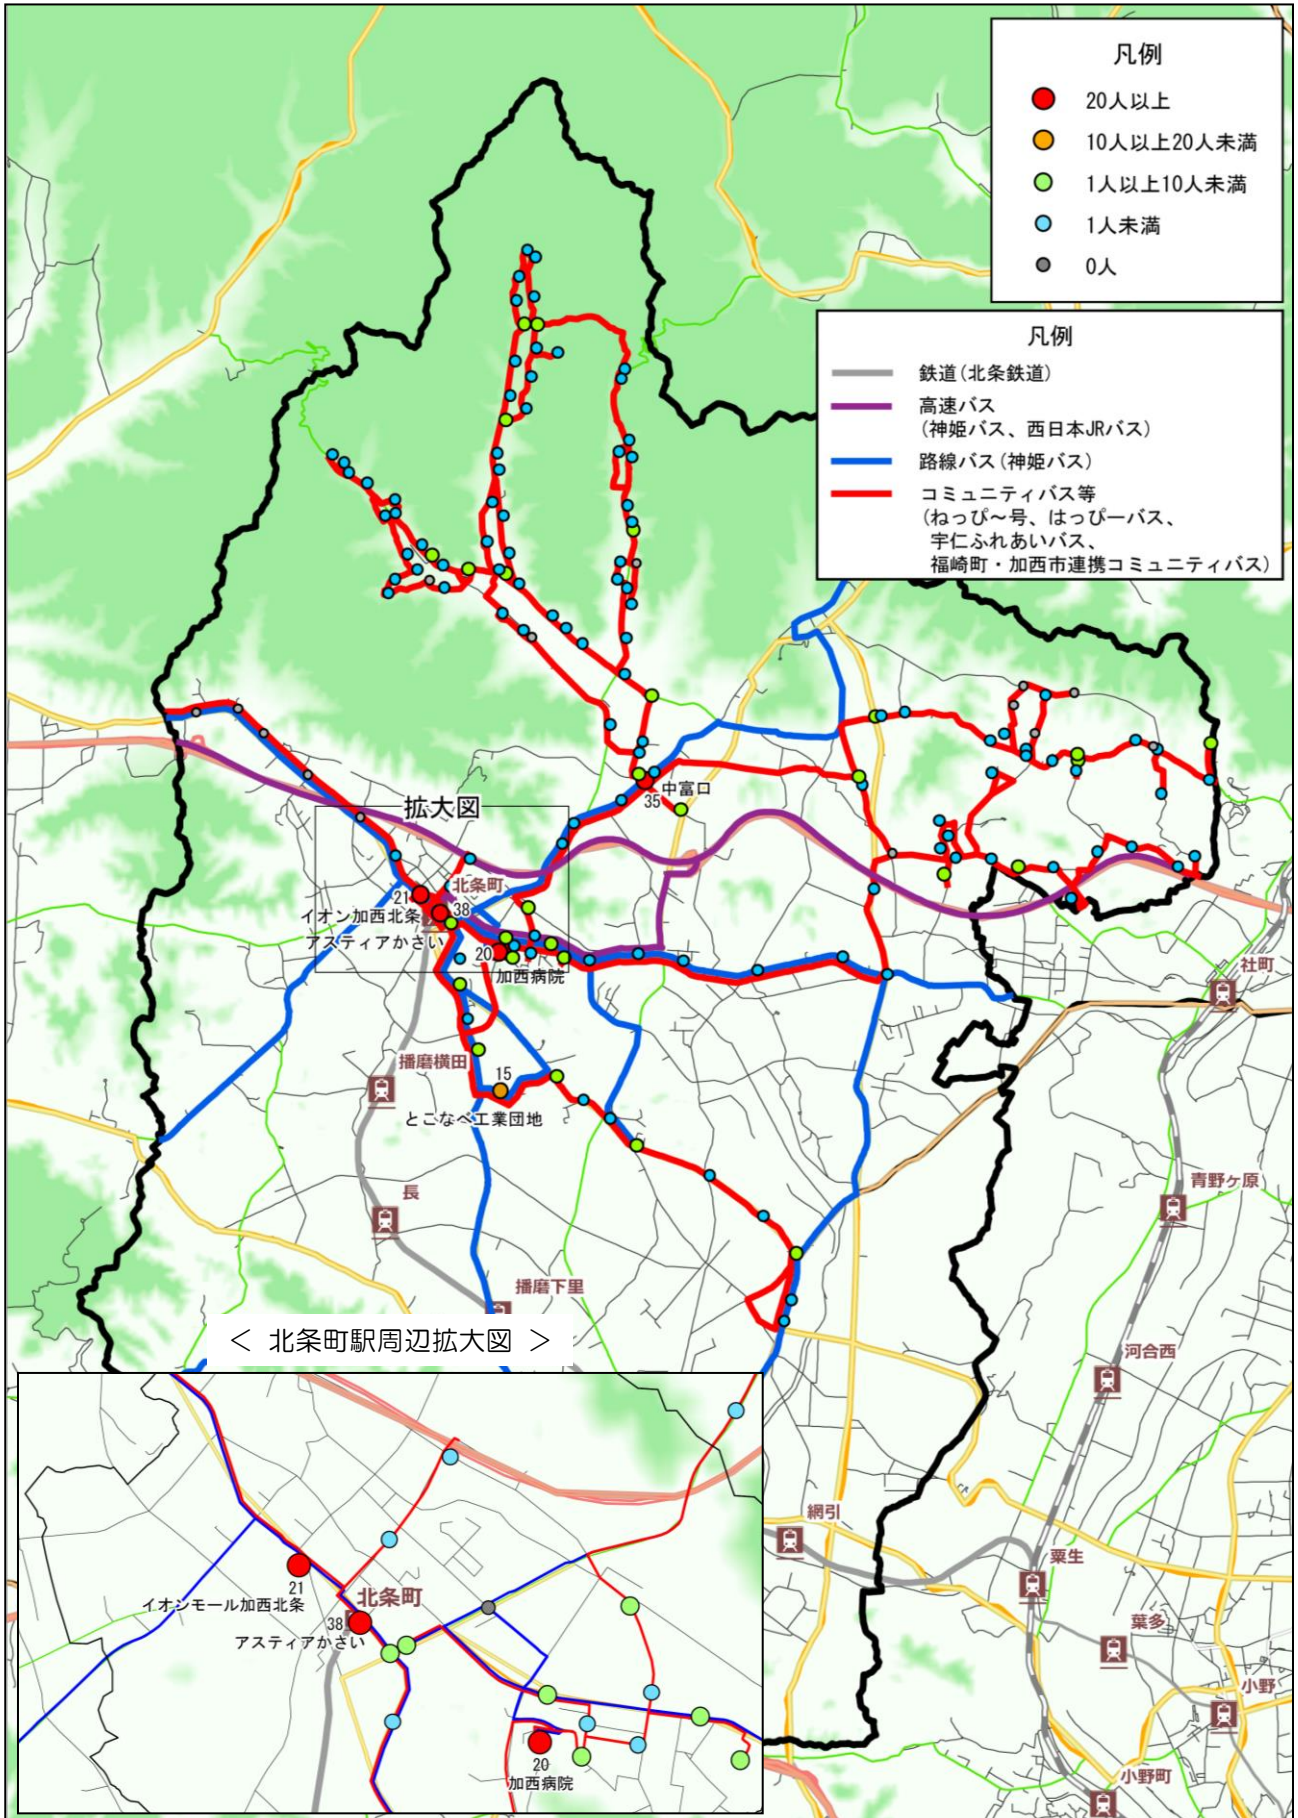 凡例
20人以上
10人以上20人未満
1人以上10人未満
1人未満
0人
凡例
鉄道(北条鉄道)
高速バス
(神姫バス、西日本JRバス)
路線バス(神姫バス)
コミュニティバス等
(ねっぴ～号、はっぴーバス、
宇仁ふれあいバス、
福崎町・加西市連携コミュニティバス)
中富口
35
拡大図
北条町
21
イオン加西北条
38
アスティアかさい
20
加西病院
社町
播磨横田
15
とこなべ工業団地
長
青野ヶ原
播磨下里
＜ 北条町駅周辺拡大図 ＞
河合西
網引
粟生
葉多
小野
小野町
21
イオンモール加西北条
北条町
38
アスティアかさい
20
加西病院